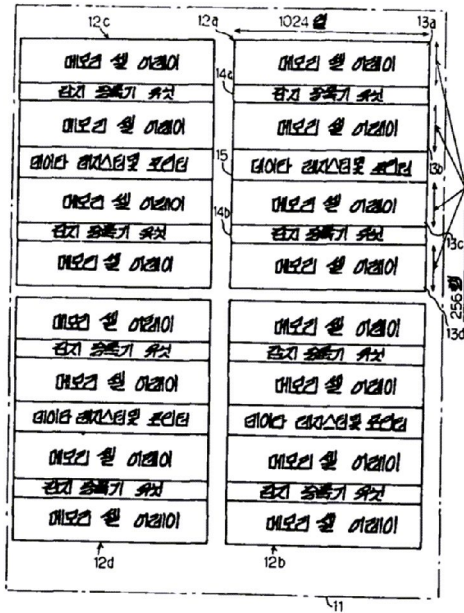 12c
메모리 셀 어레이
감지 증폭기 유닛
메모리 셀 어레이
데이타 레지스터및 포인터
메모리 셀 어레이
감지 증폭기 유닛
메모리 셀 어레이
12a
1024
13a
메모리 셀 어레이
14a
감지 증폭기 유닛
메모리 셀 어레이
13b
15
데이타 레지스터및 포인터
메모리 셀 어레이
14b
감지 증폭기 유닛
13c
메모리 셀 어레이
256
13d
메모리 셀 어레이
감지 증폭기 유닛
메모리 셀 어레이
데이타 레지스터및 포인터
메모리 셀 어레이
감지 증폭기 유닛
메모리 셀 어레이
12d
메모리 셀 어레이
감지 증폭기 유닛
메모리 셀 어레이
데이타 레지스터및 포인터
메모리 셀 어레이
감지 증폭기 유닛
메모리 셀 어레이
12b
11